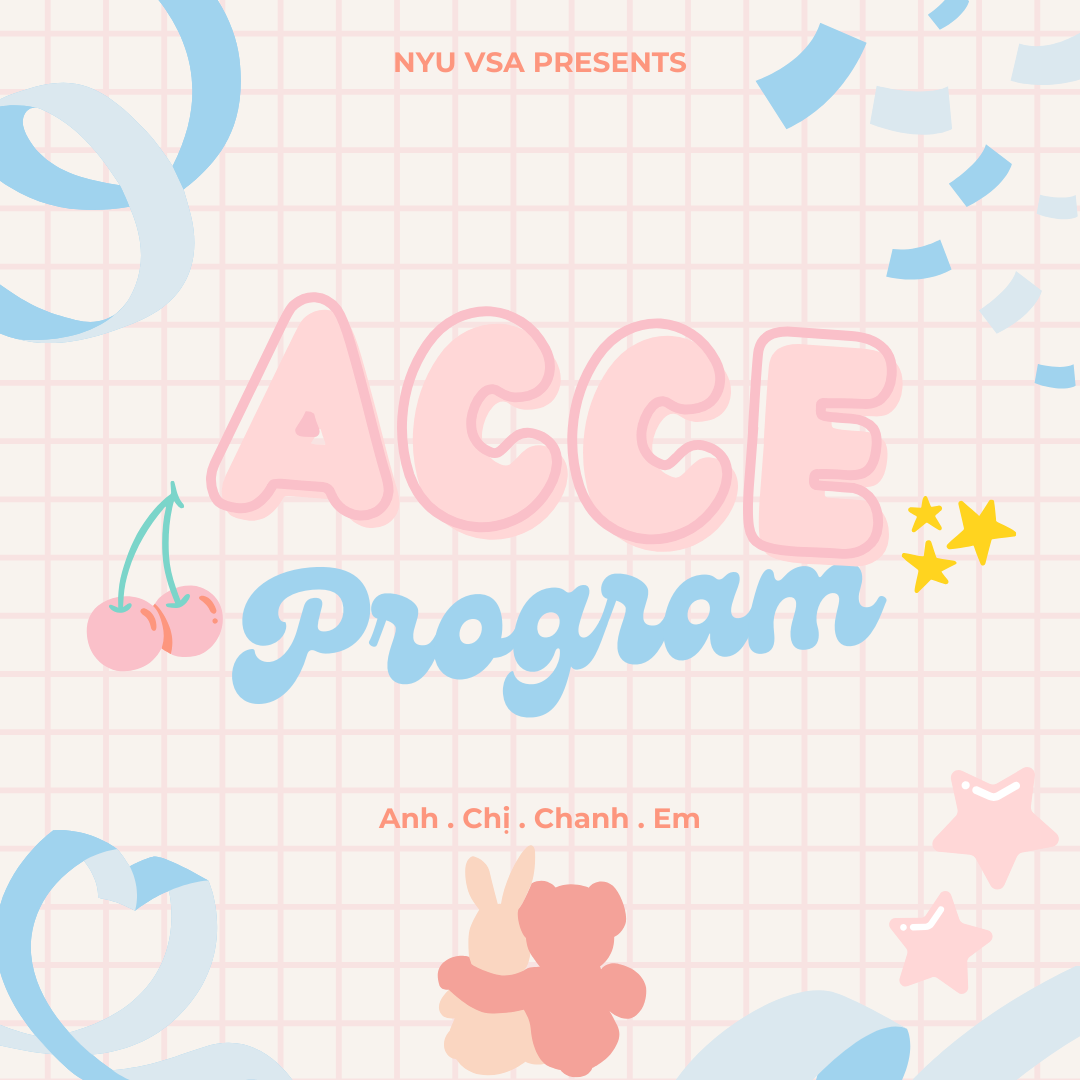 NYU VSA PRESENTS
ACCE
Program
Anh . Chị . Chanh . Em